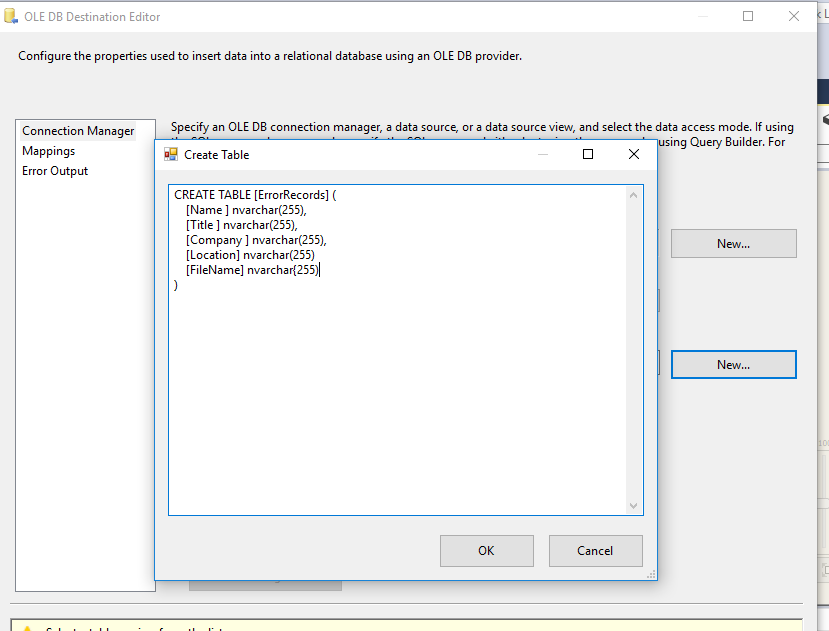 OLE DB Destination Editor
Configure the properties used to insert data into a relational database using an OLE DB provider.
Connection Manager
Mappings
Error Output
Specify an OLE DB connection manager, a data source, or a data source view, and select the data access mode. If using
using Query Builder. For
Create Table
CREATE TABLE [ErrorRecords] (
[Name ] nvarchar(255),
[Title ] nvarchar(255),
[Company ] nvarchar(255),
[Location] nvarchar(255)
[FileName] nvarchar{255)
)
New...
New...
OK
Cancel